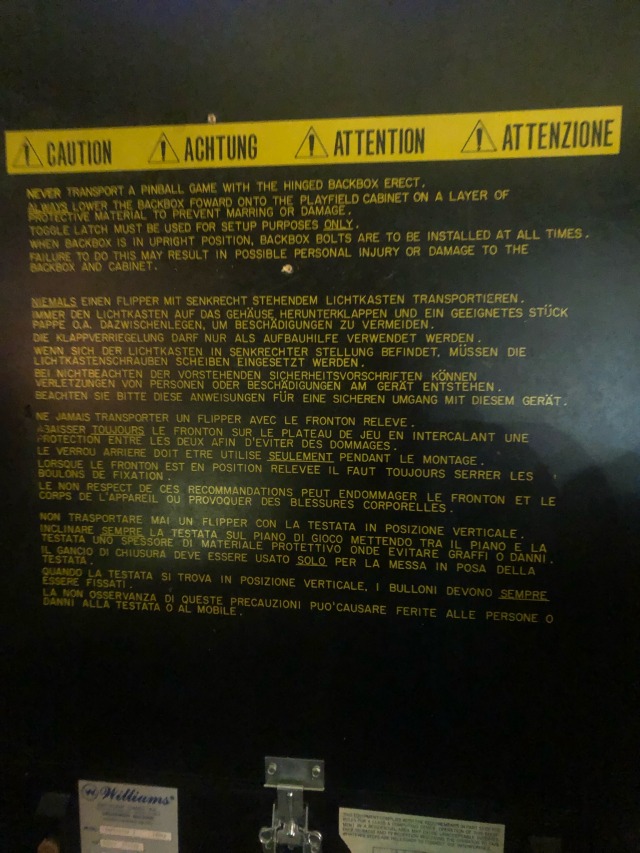 CAUTION ACHTUNG ATTENTION ATTENZIONE
NEVER TRANSPORT A PINBALL GAME WITH THE HINGED BACKBOX ERECT.
ALWAYS LOWER THE BACKBOX FOWARD ONTO THE PLAYFIELD CABINET ON A LAYER OF
PROTECTIVE MATERIAL TO PREVENT MARRING OR DAMAGE.
TOGGLE LATCH MUST BE USED FOR SETUP PURPOSES ONLY.
WHEN BACKBOX IS IN UPRIGHT POSITION, BACKBOX BOLTS ARE TO BE INSTALLED AT ALL TIMES.
FAILURE TO DO THIS MAY RESULT IN POSSIBLE PERSONAL INJURY OR DAMAGE TO THE
BACKBOX AND CABINET.
NIEMALS EINEN FLIPPER MIT SENKRECHT STEHENDEM LICHTKASTEN TRANSPORTIEREN.
IMMER DEN LICHTKASTEN AUF DAS GEHÄUSE HERUNTERKLAPPEN UND EIN GEEIGNETES STÜCK
PAPPE O.A. DAZWISCHENLEGEN, UM BESCHÄDIGUNGEN ZU VERMEIDEN.
DIE KLAPPVERRIEGELUNG DARF NUR ALS AUFBAUHILFE VERWENDET WERDEN.
WENN SICH DER LICHTKASTEN IN SENKRECHTER STELLUNG BEFINDET, MÜSSEN DIE
LICHTKASTENSCHRAUBEN SCHEIBEN EINGESETZT WERDEN.
BEI NICHTBEACHTEN DER VORSTEHENDEN SICHERHEITSVORSCHRIFTEN KÖNNEN
VERLETZUNGEN VON PERSONEN ODER BESCHÄDIGUNGEN AM GERÄT ENTSTEHEN.
BEACHTEN SIE BITTE DIESE ANWEISUNGEN FÜR EINE SICHEREN UMGANG MIT DIESEM GERÄT.
NE JAMAIS TRANSPORTER UN FLIPPER AVEC LE FRONTON RELEVE.
ABAISSER TOUJOURS LE FRONTON SUR LE PLATEAU DE JEU EN INTERCALANT UNE
PROTECTION ENTRE LES DEUX AFIN D'EVITER DES DOMMAGES.
LE VERROU ARRIERE DOIT ETRE UTILISE SEULEMENT PENDANT LE MONTAGE.
LORSQUE LE FRONTON EST EN POSITION RELEVEE IL FAUT TOUJOURS SERRER LES
BOULONS DE FIXATION.
LE NON RESPECT DE CES RECOMMANDATIONS PEUT ENDOMMAGER LE FRONTON ET LE
CORPS DE L'APPAREIL OU PROVOQUER DES BLESSURES CORPORELLES.
NON TRASPORTARE MAI UN FLIPPER CON LA TESTATA IN POSIZIONE VERTICALE.
INCLINARE SEMPRE LA TESTATA SUL PIANO DI GIOCO METTENDO TRA IL PIANO E LA
TESTATA UNO SPESSORE DI MATERIALE PROTETTIVO ONDE EVITARE GRAFFI O DANNI.
IL GANCIO DI CHIUSURA DEVE ESSERE USATO SOLO PER LA MESSA IN POSA DELLA
TESTATA.
QUANDO LA TESTATA SI TROVA IN POSIZIONE VERTICALE, I BULLONI DEVONO SEMPRE
ESSERE FISSATI.
LA NON OSSERVANZA DI QUESTE PRECAUZIONI PUO'CAUSARE FERITE ALLE PERSONE O
DANNI ALLA TESTATA O AL MOBILE.
Williams